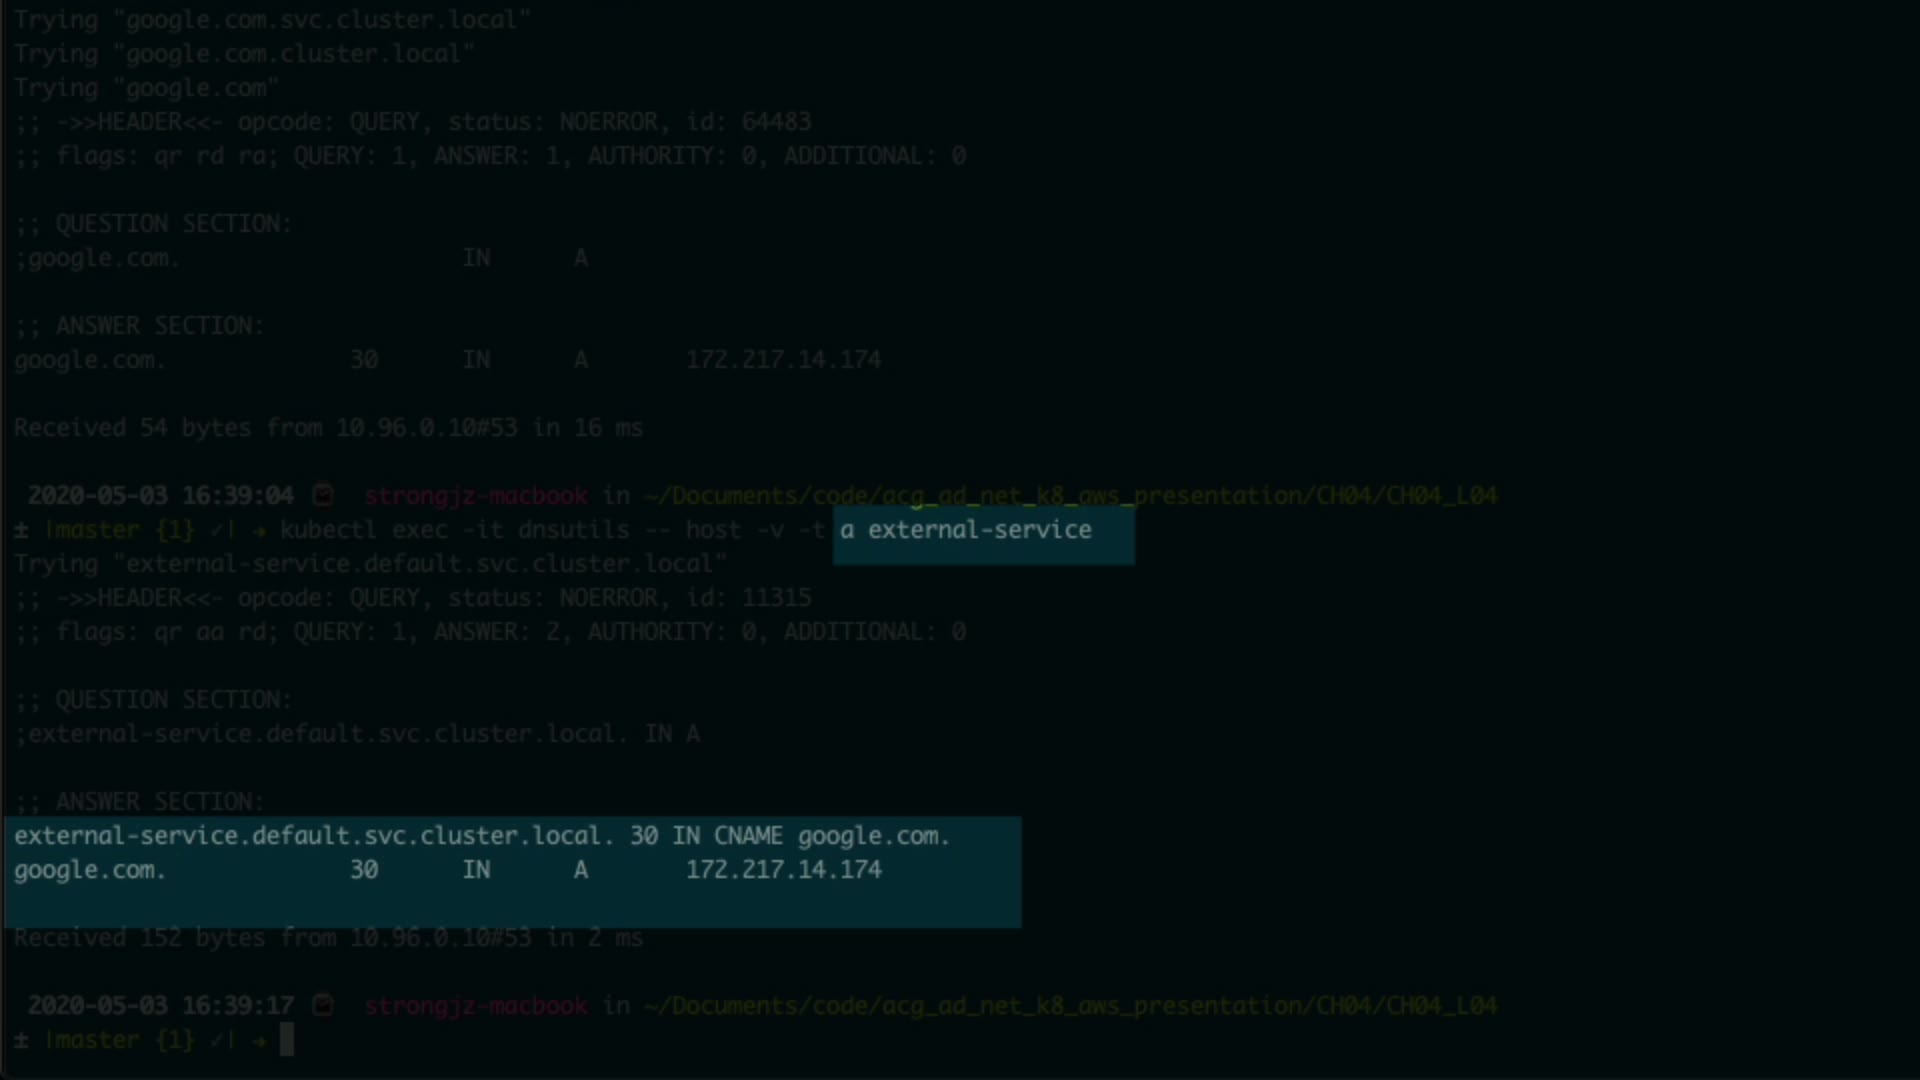 Trying "google.com.svc.cluster.local"
Trying "google.com.cluster.local"
Trying "google.com"
;; ->>HEADER<<- opcode: QUERY, status: NOERROR, id: 64483
;; flags: qr rd ra; QUERY: 1, ANSWER: 1, AUTHORITY: 0, ADDITIONAL: 0
;; QUESTION SECTION:
;google.com. IN A
;; ANSWER SECTION:
google.com. 30 IN A 172.217.14.174
Received 54 bytes from 10.96.0.10#53 in 16 ms
2020-05-03 16:39:04 strongjz-macbook in ~/Documents/code/acg_ad_net_k8_aws_presentation/CH04/CH04_L04
± |master {1} ✓| → kubectl exec -it dnsutils -- host -v -t a external-service
Trying "external-service.default.svc.cluster.local"
;; ->>HEADER<<- opcode: QUERY, status: NOERROR, id: 11315
;; flags: qr aa rd; QUERY: 1, ANSWER: 2, AUTHORITY: 0, ADDITIONAL: 0
;; QUESTION SECTION:
;external-service.default.svc.cluster.local. IN A
;; ANSWER SECTION:
external-service.default.svc.cluster.local. 30 IN CNAME google.com.
google.com. 30 IN A 172.217.14.174
Received 152 bytes from 10.96.0.10#53 in 2 ms
2020-05-03 16:39:17 strongjz-macbook in ~/Documents/code/acg_ad_net_k8_aws_presentation/CH04/CH04_L04
± |master {1} ✓| →